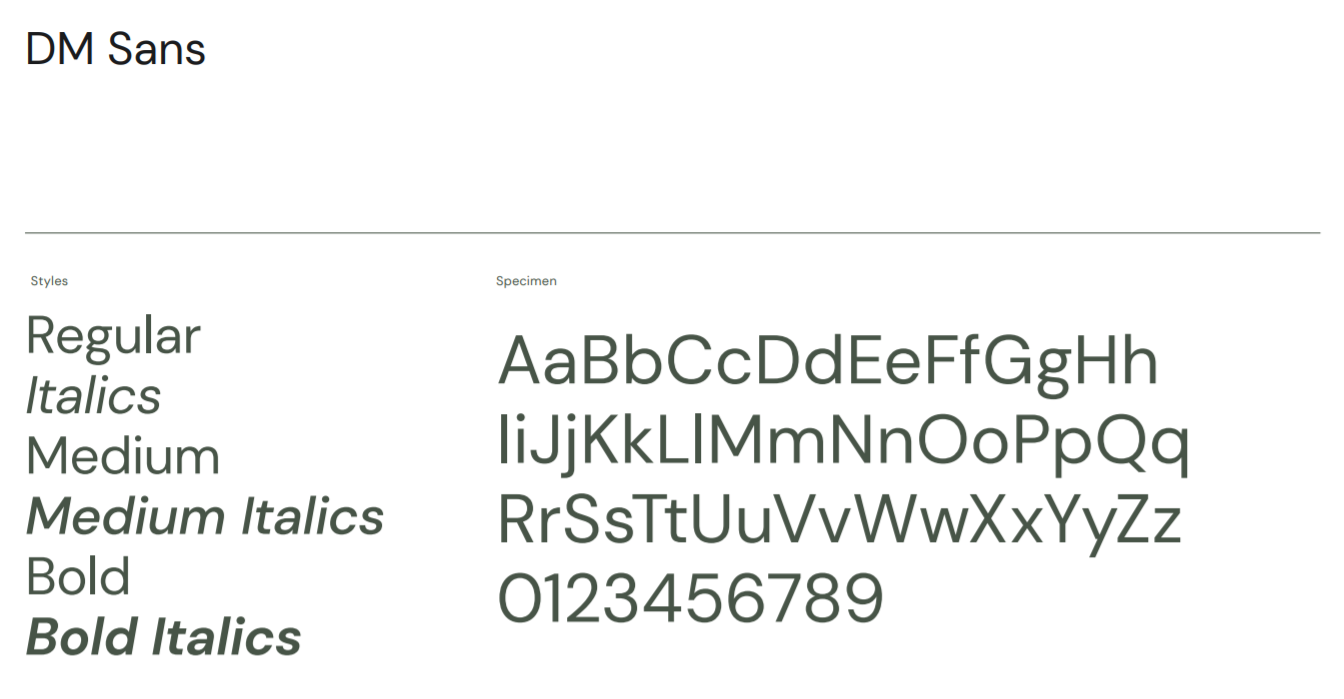 DM Sans
Styles
Regular
Italics
Medium
Medium Italics
Bold
Bold Italics
Specimen
AaBbCcDdEeFfGgHh
IiJjKkLlMmNnOoPpQq
RrSsTtUuVvWwXxYyZz
0123456789